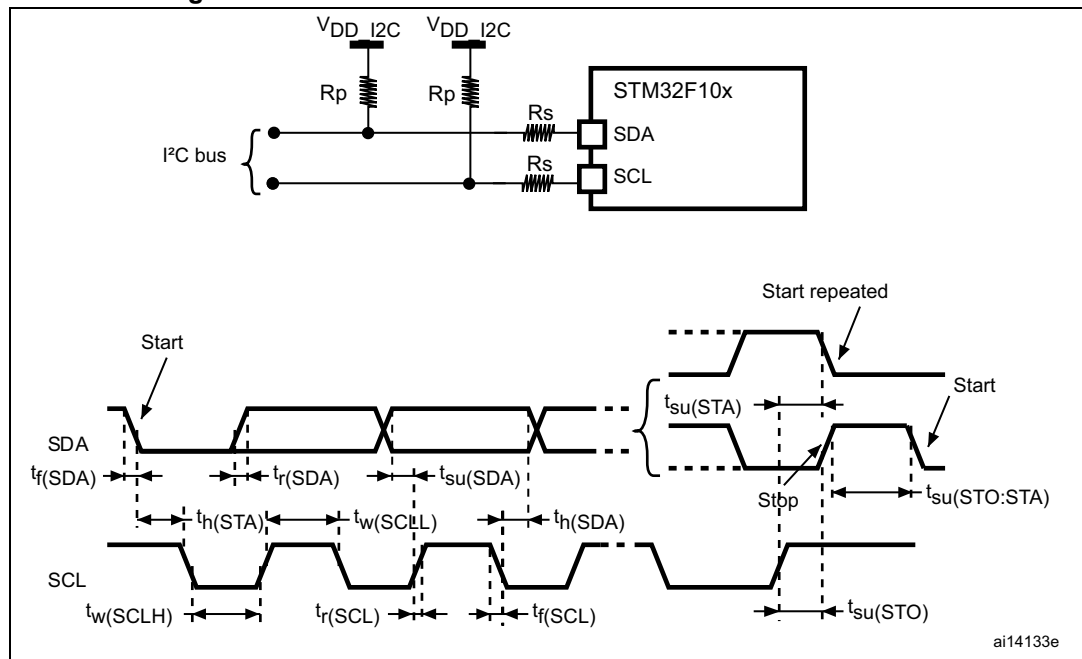 VDD_I2C VDD_I2C
Rp Rp
STM32F10x
Rs
SDA
I²C bus
Rs
SCL
Start repeated
Start
Start
tsu(STA)
SDA
tf(SDA) tr(SDA) tsu(SDA)
Stop
tsu(STO:STA)
th(STA) tw(SCLL) th(SDA)
SCL
tw(SCLH) tr(SCL) tf(SCL) tsu(STO)
ai14133e